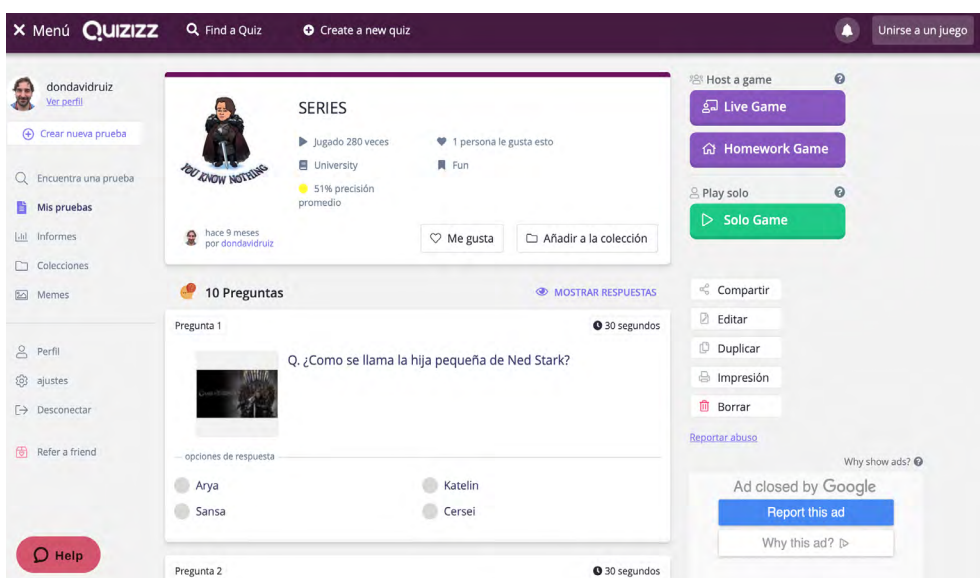 Menú QUIZIZZ Find a Quiz Create a new quiz Unirse a un juego
dondavidruiz
Ver perfil
Crear nueva prueba
Encuentra una prueba
Mis pruebas
Informes
Colecciones
Memes
Perfil
ajustes
Desconectar
Refer a friend
Help
YOU KNOW NOTHING
SERIES
Jugado 280 veces
1 persona le gusta esto
University
Fun
51% precisión
promedio
hace 9 meses
por dondavidruiz
Me gusta
Añadir a la colección
10 Preguntas
MOSTRAR RESPUESTAS
Pregunta 1
30 segundos
Q. ¿Como se llama la hija pequeña de Ned Stark?
opciones de respuesta
Arya
Katelin
Sansa
Cersei
Pregunta 2
30 segundos
Host a game
Live Game
Homework Game
Play solo
Solo Game
Compartir
Editar
Duplicar
Impresión
Borrar
Reportar abuso
Why show ads?
Ad closed by Google
Report this ad
Why this ad?